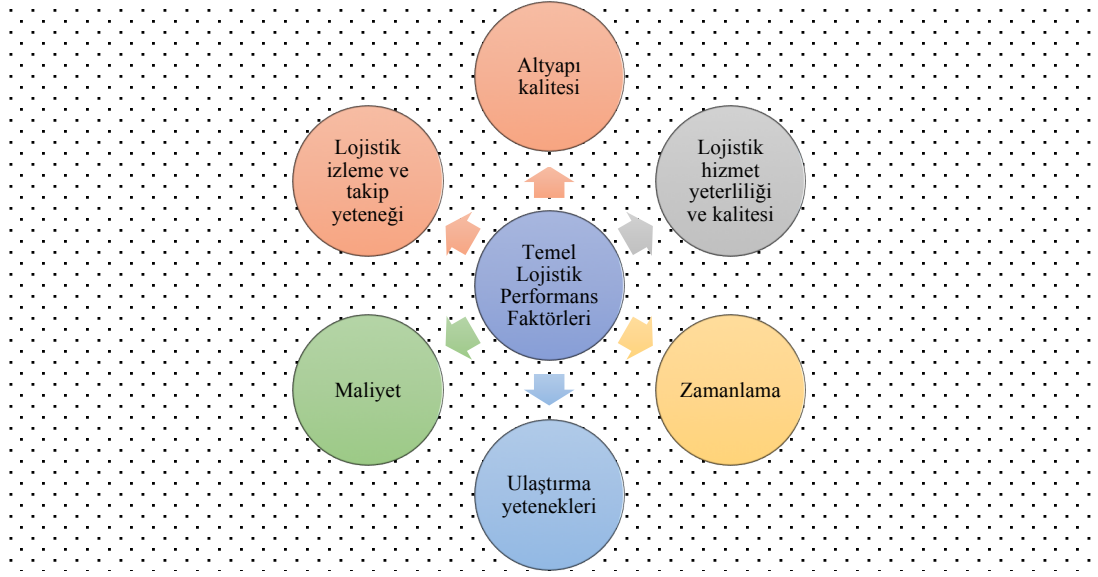 Altyapı
kalitesi
Lojistik
izleme ve
takip
yeteneği
Lojistik
hizmet
yeterliliği
ve kalitesi
Temel
Lojistik
Performans
Faktörleri
Maliyet
Zamanlama
Ulaştırma
yetenekleri